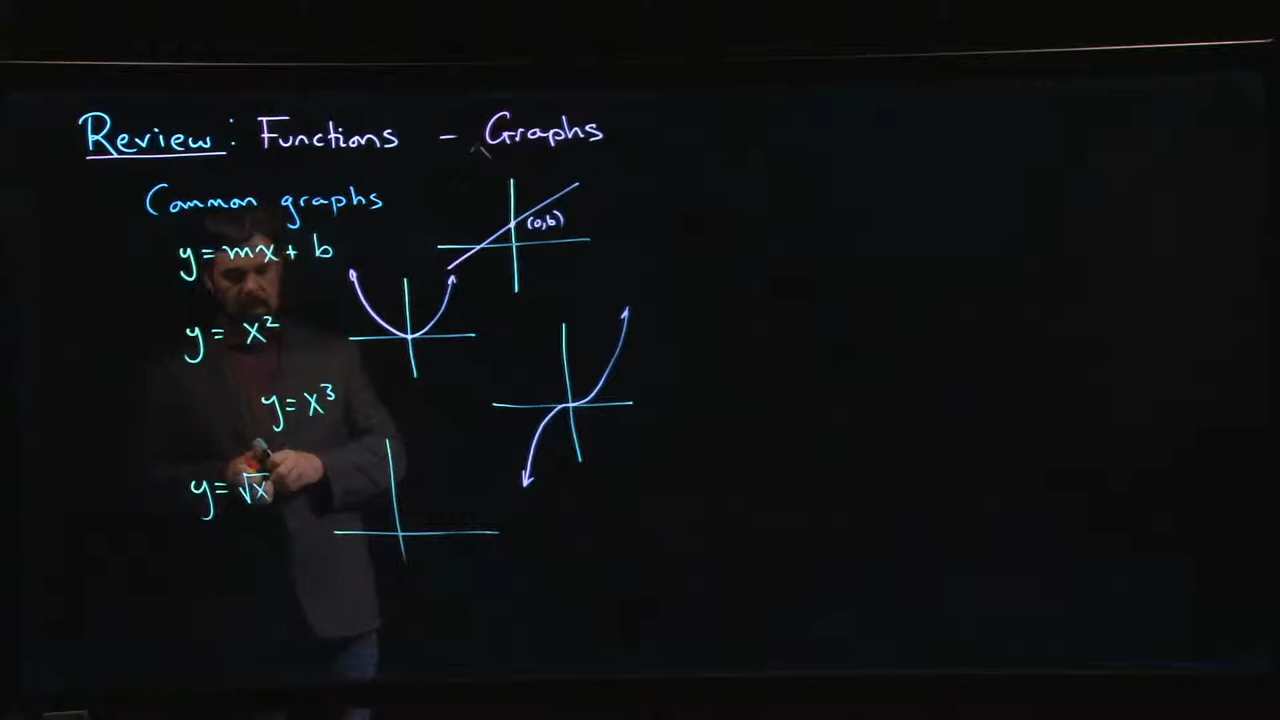 Review: Functions - Graphs
Common graphs
y = mx + b
(0,b)
y = x²
y = x³
y = √x